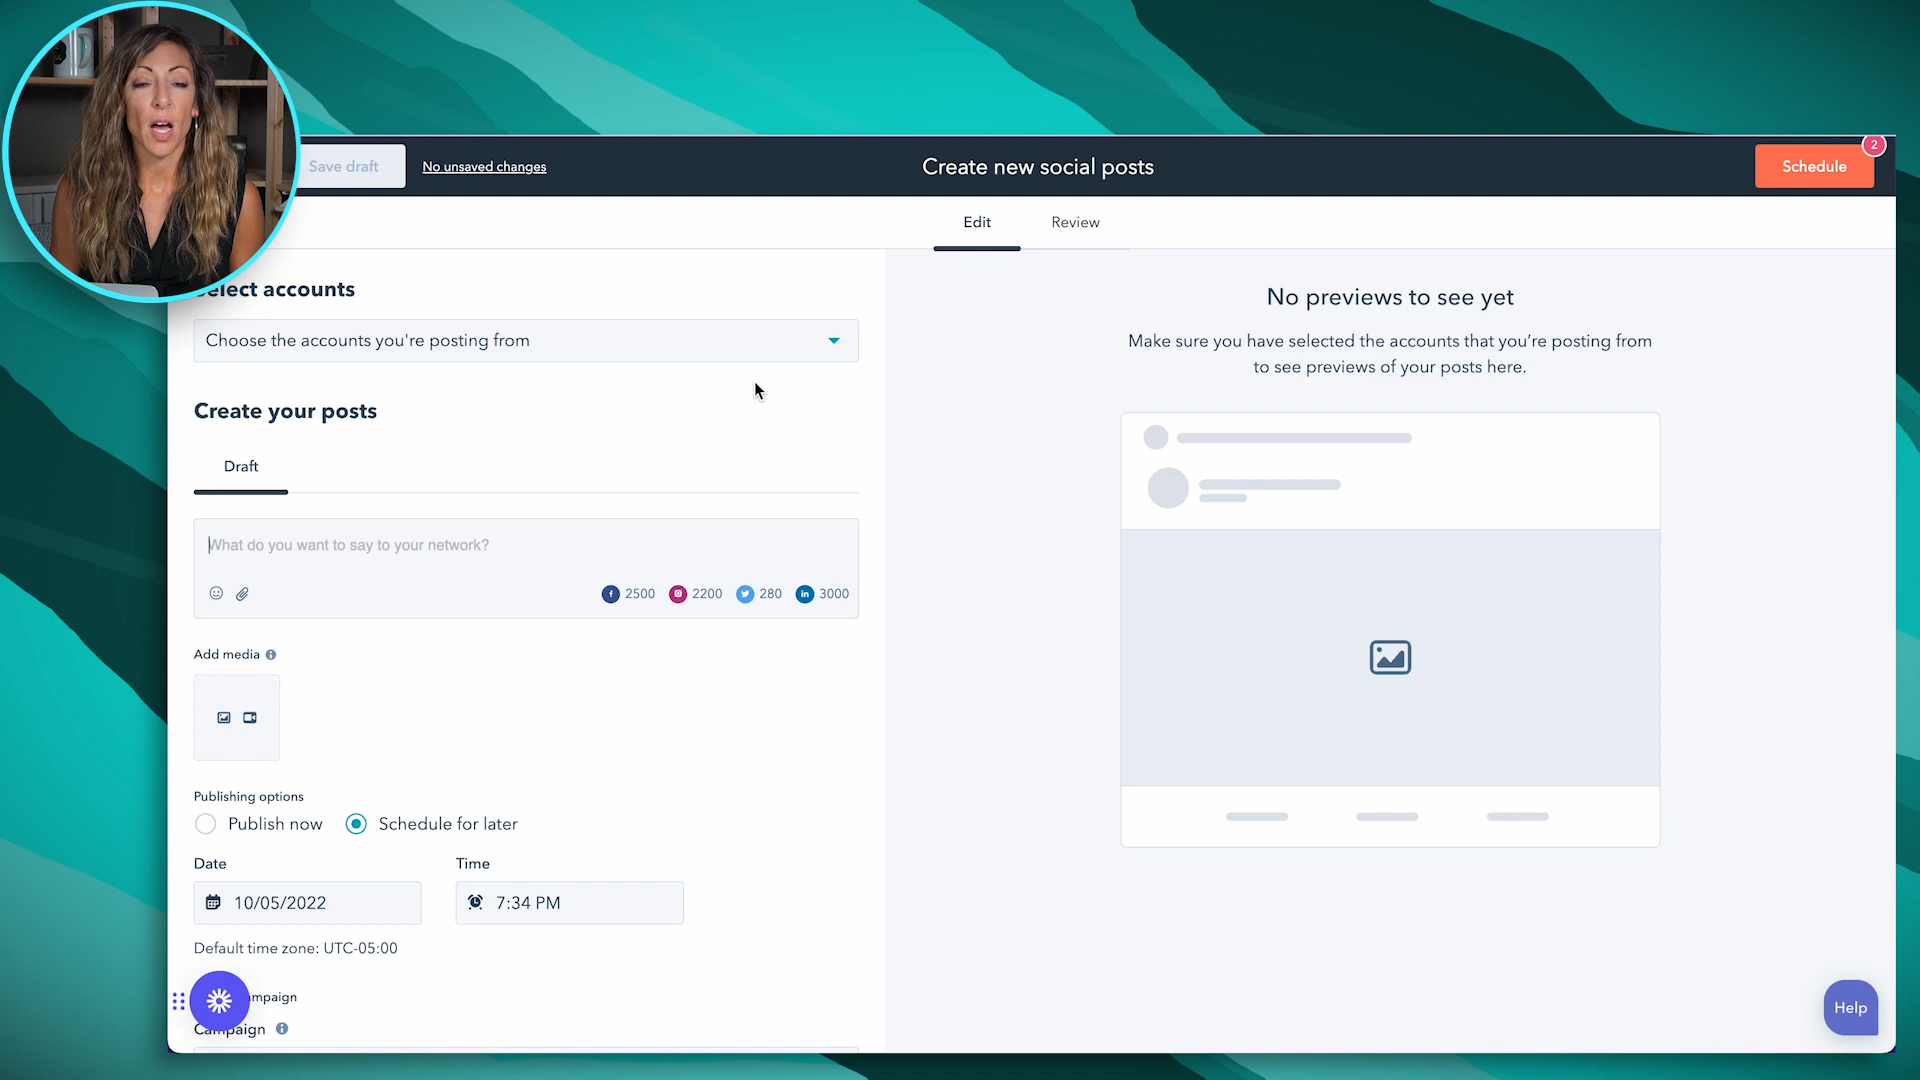 Save draft
No unsaved changes
Create new social posts
Schedule
2
Edit
Review
elect accounts
Choose the accounts you're posting from
Create your posts
Draft
What do you want to say to your network?
2500
2200
280
3000
Add media
Publishing options
Publish now
Schedule for later
Date
Time
10/05/2022
7:34 PM
Default time zone: UTC-05:00
mpaign
Campaign
No previews to see yet
Make sure you have selected the accounts that you’re posting from
to see previews of your posts here.
Help